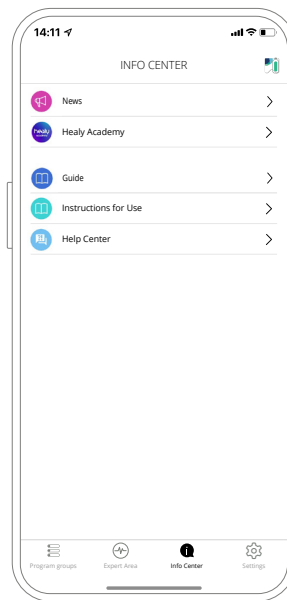 14:11
INFO CENTER
News
healy
Healy Academy
Guide
Instructions for Use
Help Center
Program groups
Expert Area
Info Center
Settings